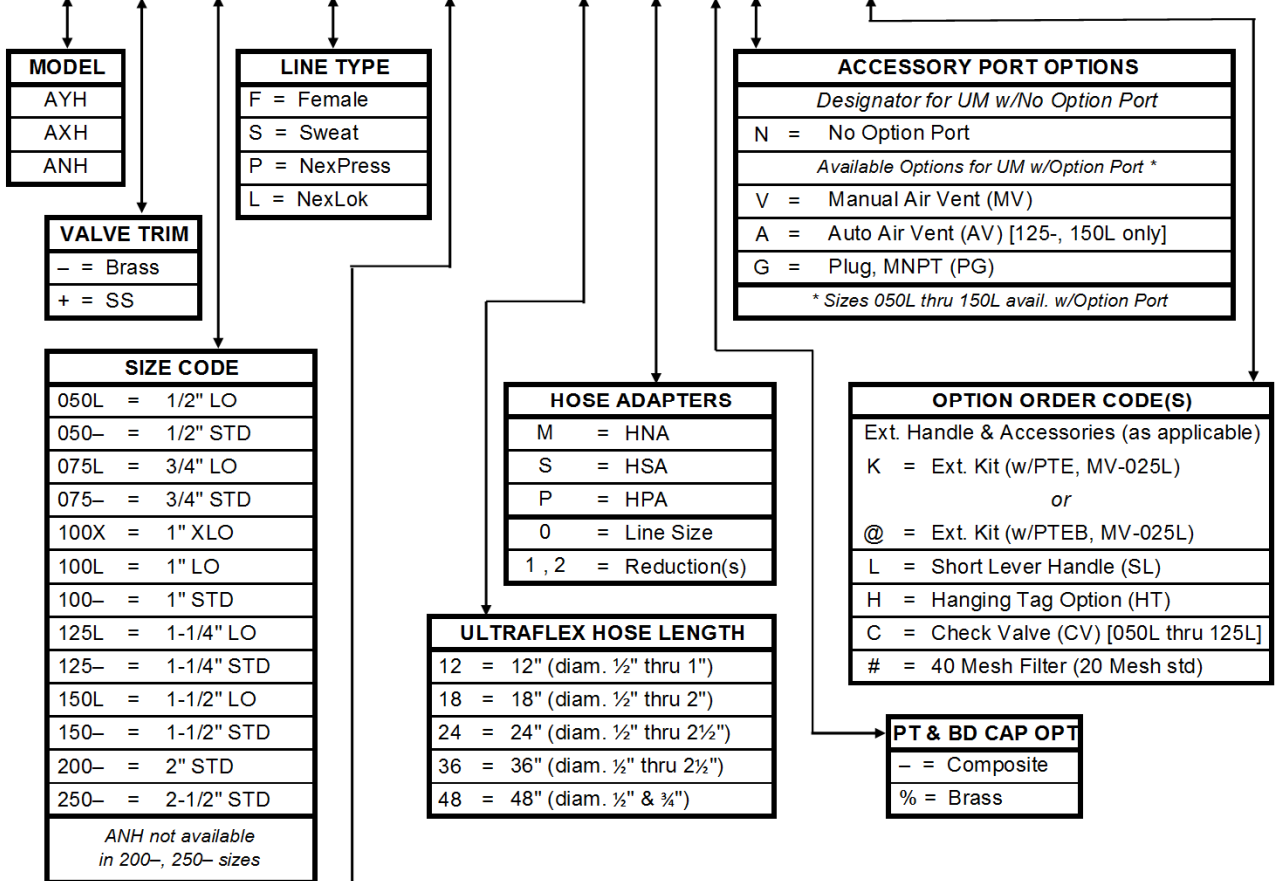 MODEL
AYH
AXH
ANH
LINE TYPE
F = Female
S = Sweat
P = NexPress
L = NexLok
ACCESSORY PORT OPTIONS
Designator for UM w/No Option Port
N = No Option Port
Available Options for UM w/Option Port *
V = Manual Air Vent (MV)
A = Auto Air Vent (AV) [125-, 150L only]
G = Plug, MNPT (PG)
* Sizes 050L thru 150L avail. w/Option Port
VALVE TRIM
– = Brass
+ = SS
SIZE CODE
050L = 1/2" LO
050– = 1/2" STD
075L = 3/4" LO
075– = 3/4" STD
100X = 1" XLO
100L = 1" LO
100– = 1" STD
125L = 1-1/4" LO
125– = 1-1/4" STD
150L = 1-1/2" LO
150– = 1-1/2" STD
200– = 2" STD
250– = 2-1/2" STD
ANH not available
in 200–, 250– sizes
HOSE ADAPTERS
M = HNA
S = HSA
P = HPA
0 = Line Size
1 , 2 = Reduction(s)
OPTION ORDER CODE(S)
Ext. Handle & Accessories (as applicable)
K = Ext. Kit (w/PTE, MV-025L)
or
@ = Ext. Kit (w/PTEB, MV-025L)
L = Short Lever Handle (SL)
H = Hanging Tag Option (HT)
C = Check Valve (CV) [050L thru 125L]
# = 40 Mesh Filter (20 Mesh std)
ULTRAFLEX HOSE LENGTH
12 = 12" (diam. ½" thru 1")
18 = 18" (diam. ½" thru 2")
24 = 24" (diam. ½" thru 2½")
36 = 36" (diam. ½" thru 2½")
48 = 48" (diam. ½" & ¾")
PT & BD CAP OPT
– = Composite
% = Brass